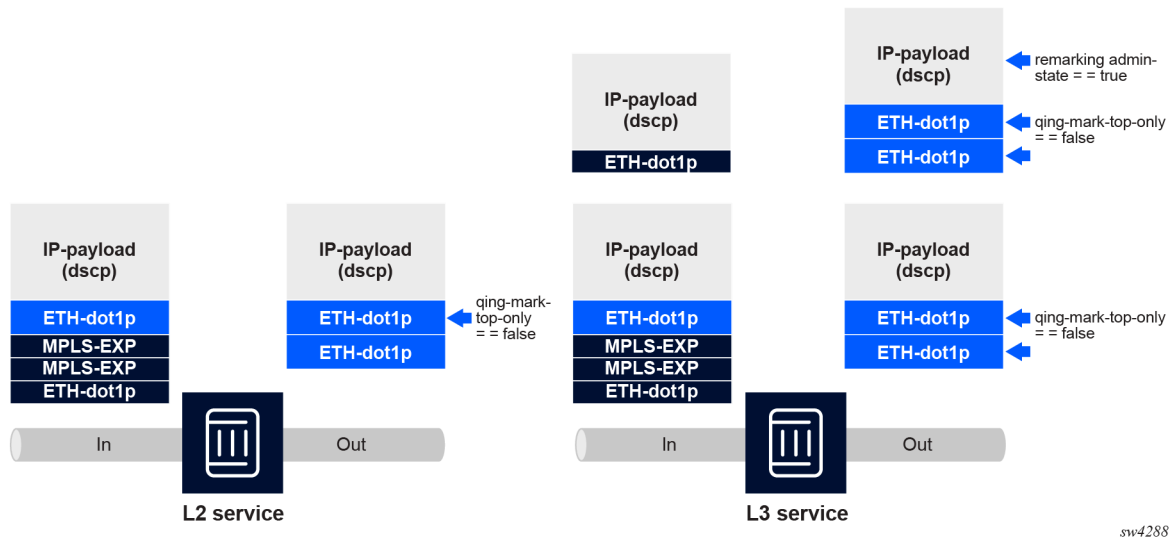 IP-payload
(dscp)
ETH-dot1p
MPLS-EXP
MPLS-EXP
ETH-dot1p
IP-payload
(dscp)
ETH-dot1p
ETH-dot1p
qing-mark-
top-only
= = false
In
Out
L2 service
IP-payload
(dscp)
ETH-dot1p
IP-payload
(dscp)
ETH-dot1p
ETH-dot1p
remarking admin-
state = = true
qing-mark-top-only
= = false
IP-payload
(dscp)
ETH-dot1p
MPLS-EXP
MPLS-EXP
ETH-dot1p
IP-payload
(dscp)
ETH-dot1p
ETH-dot1p
qing-mark-top-only
= = false
In
Out
L3 service
sw4288